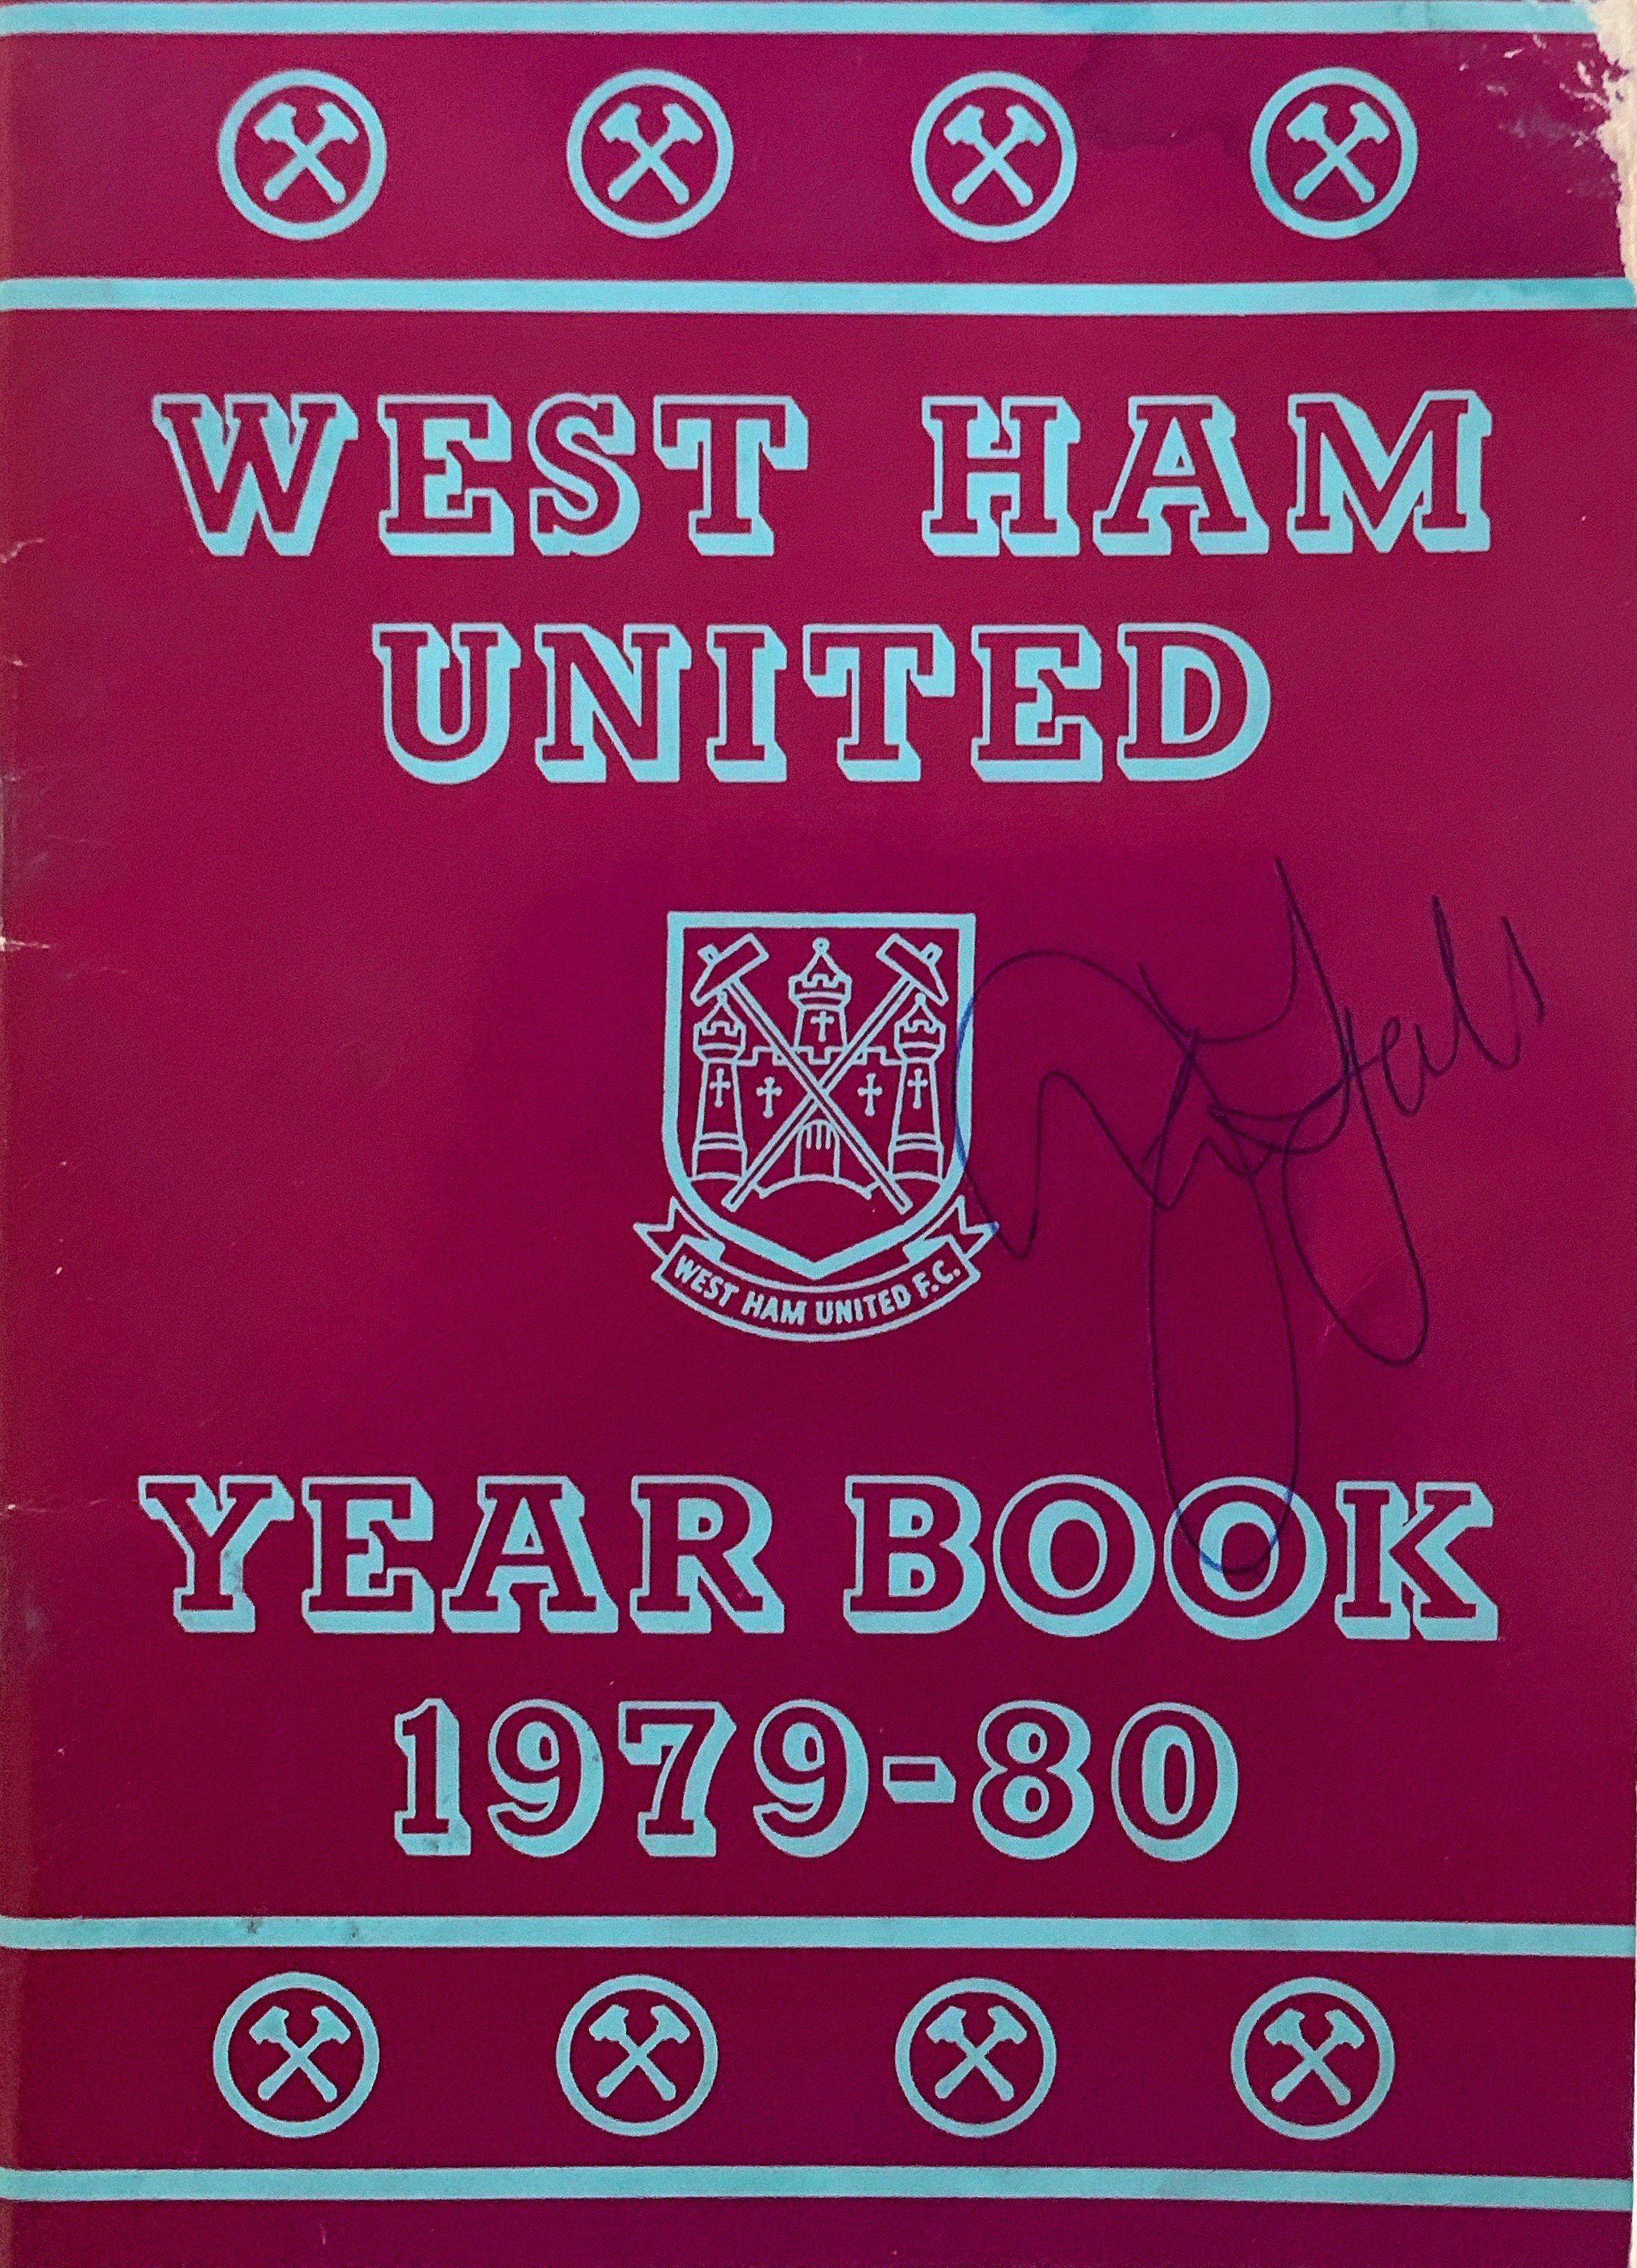 WEST HAM
UNITED
WEST HAM UNITED F.C.
YEAR BOOK
1979-80